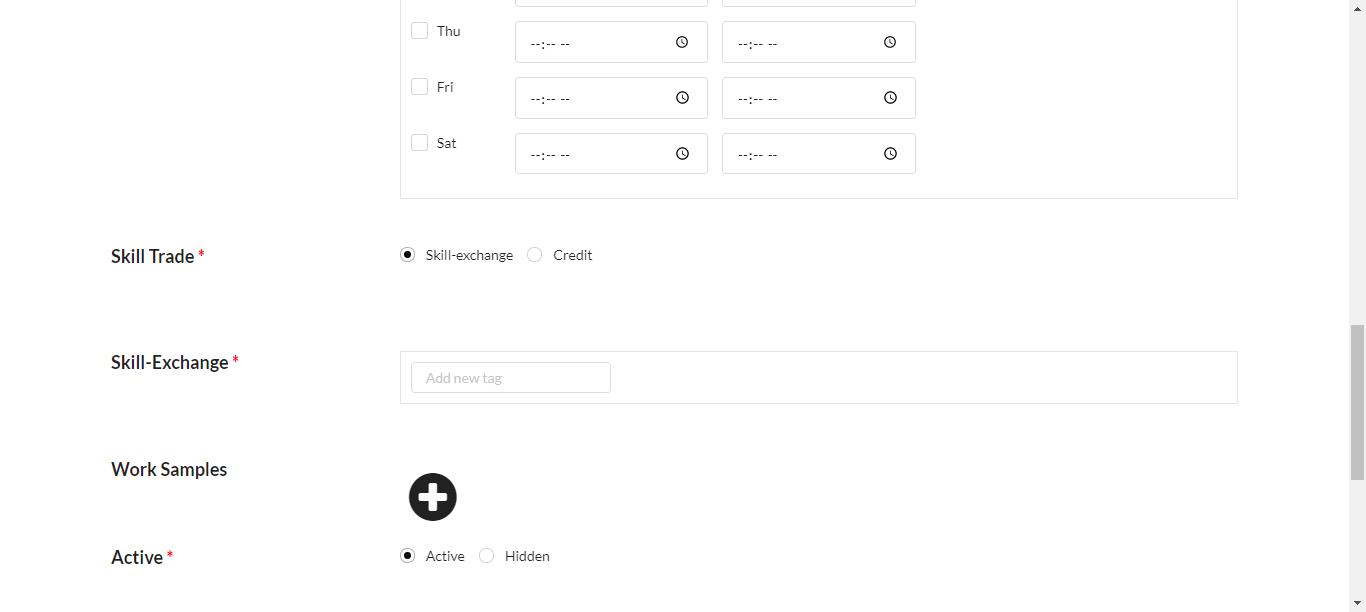 Thu --:-- -- --:-- --
Fri --:-- -- --:-- --
Sat --:-- -- --:-- --
Skill Trade * Skill-exchange Credit
Skill-Exchange * Add new tag
Work Samples
Active * Active Hidden